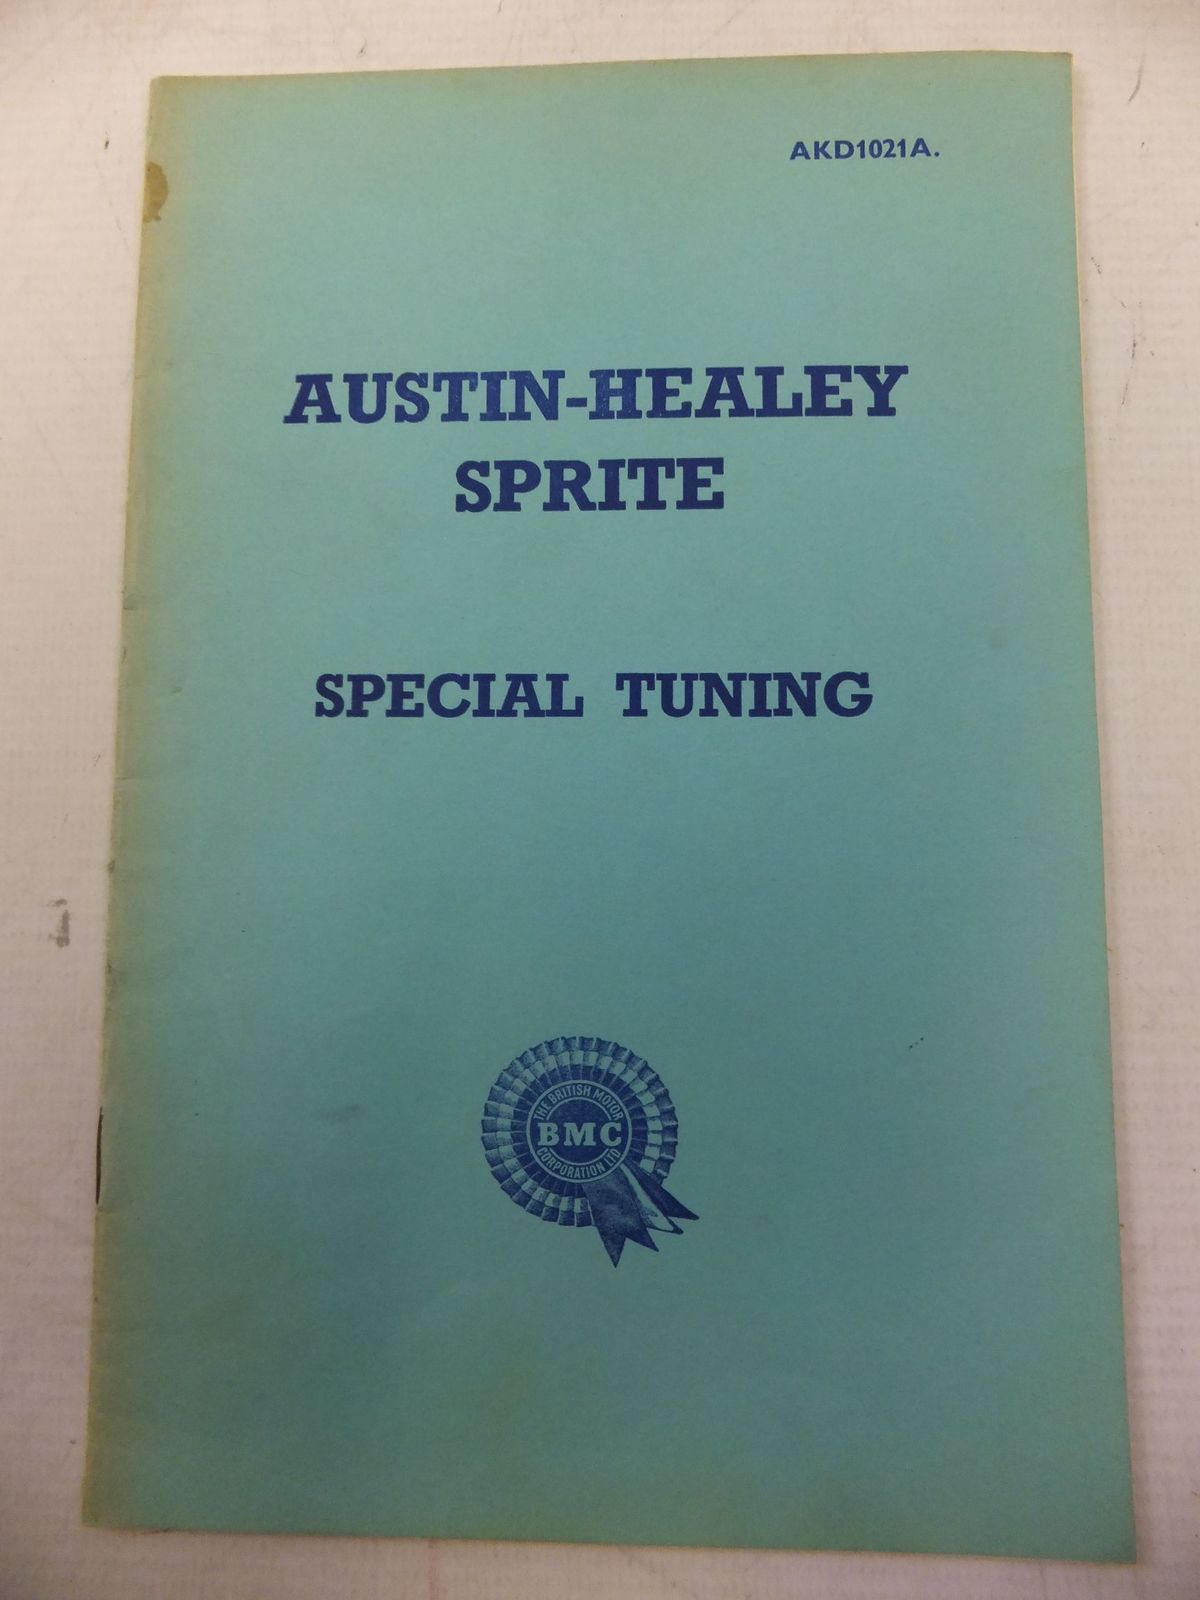 AKD1021A.
AUSTIN-HEALEY
SPRITE
SPECIAL TUNING
THE BRITISH MOTOR
BMC
CORPORATION LTD